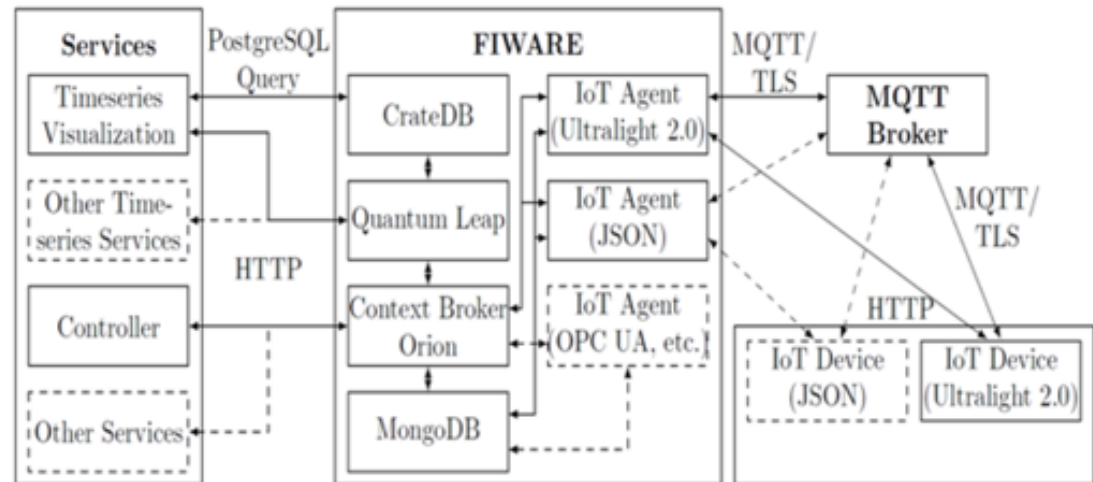 Services
Timeseries
Visualization
Other Time-
series Services
Controller
Other Services
PostgreSQL
Query
HTTP
FIWARE
CrateDB
Quantum Leap
Context Broker
Orion
MongoDB
IoT Agent
(Ultralight 2.0)
IoT Agent
(JSON)
IoT Agent
(OPC UA, etc.)
MQTT/
TLS
MQTT
Broker
MQTT/
TLS
HTTP
IoT Device
(JSON)
IoT Device
(Ultralight 2.0)